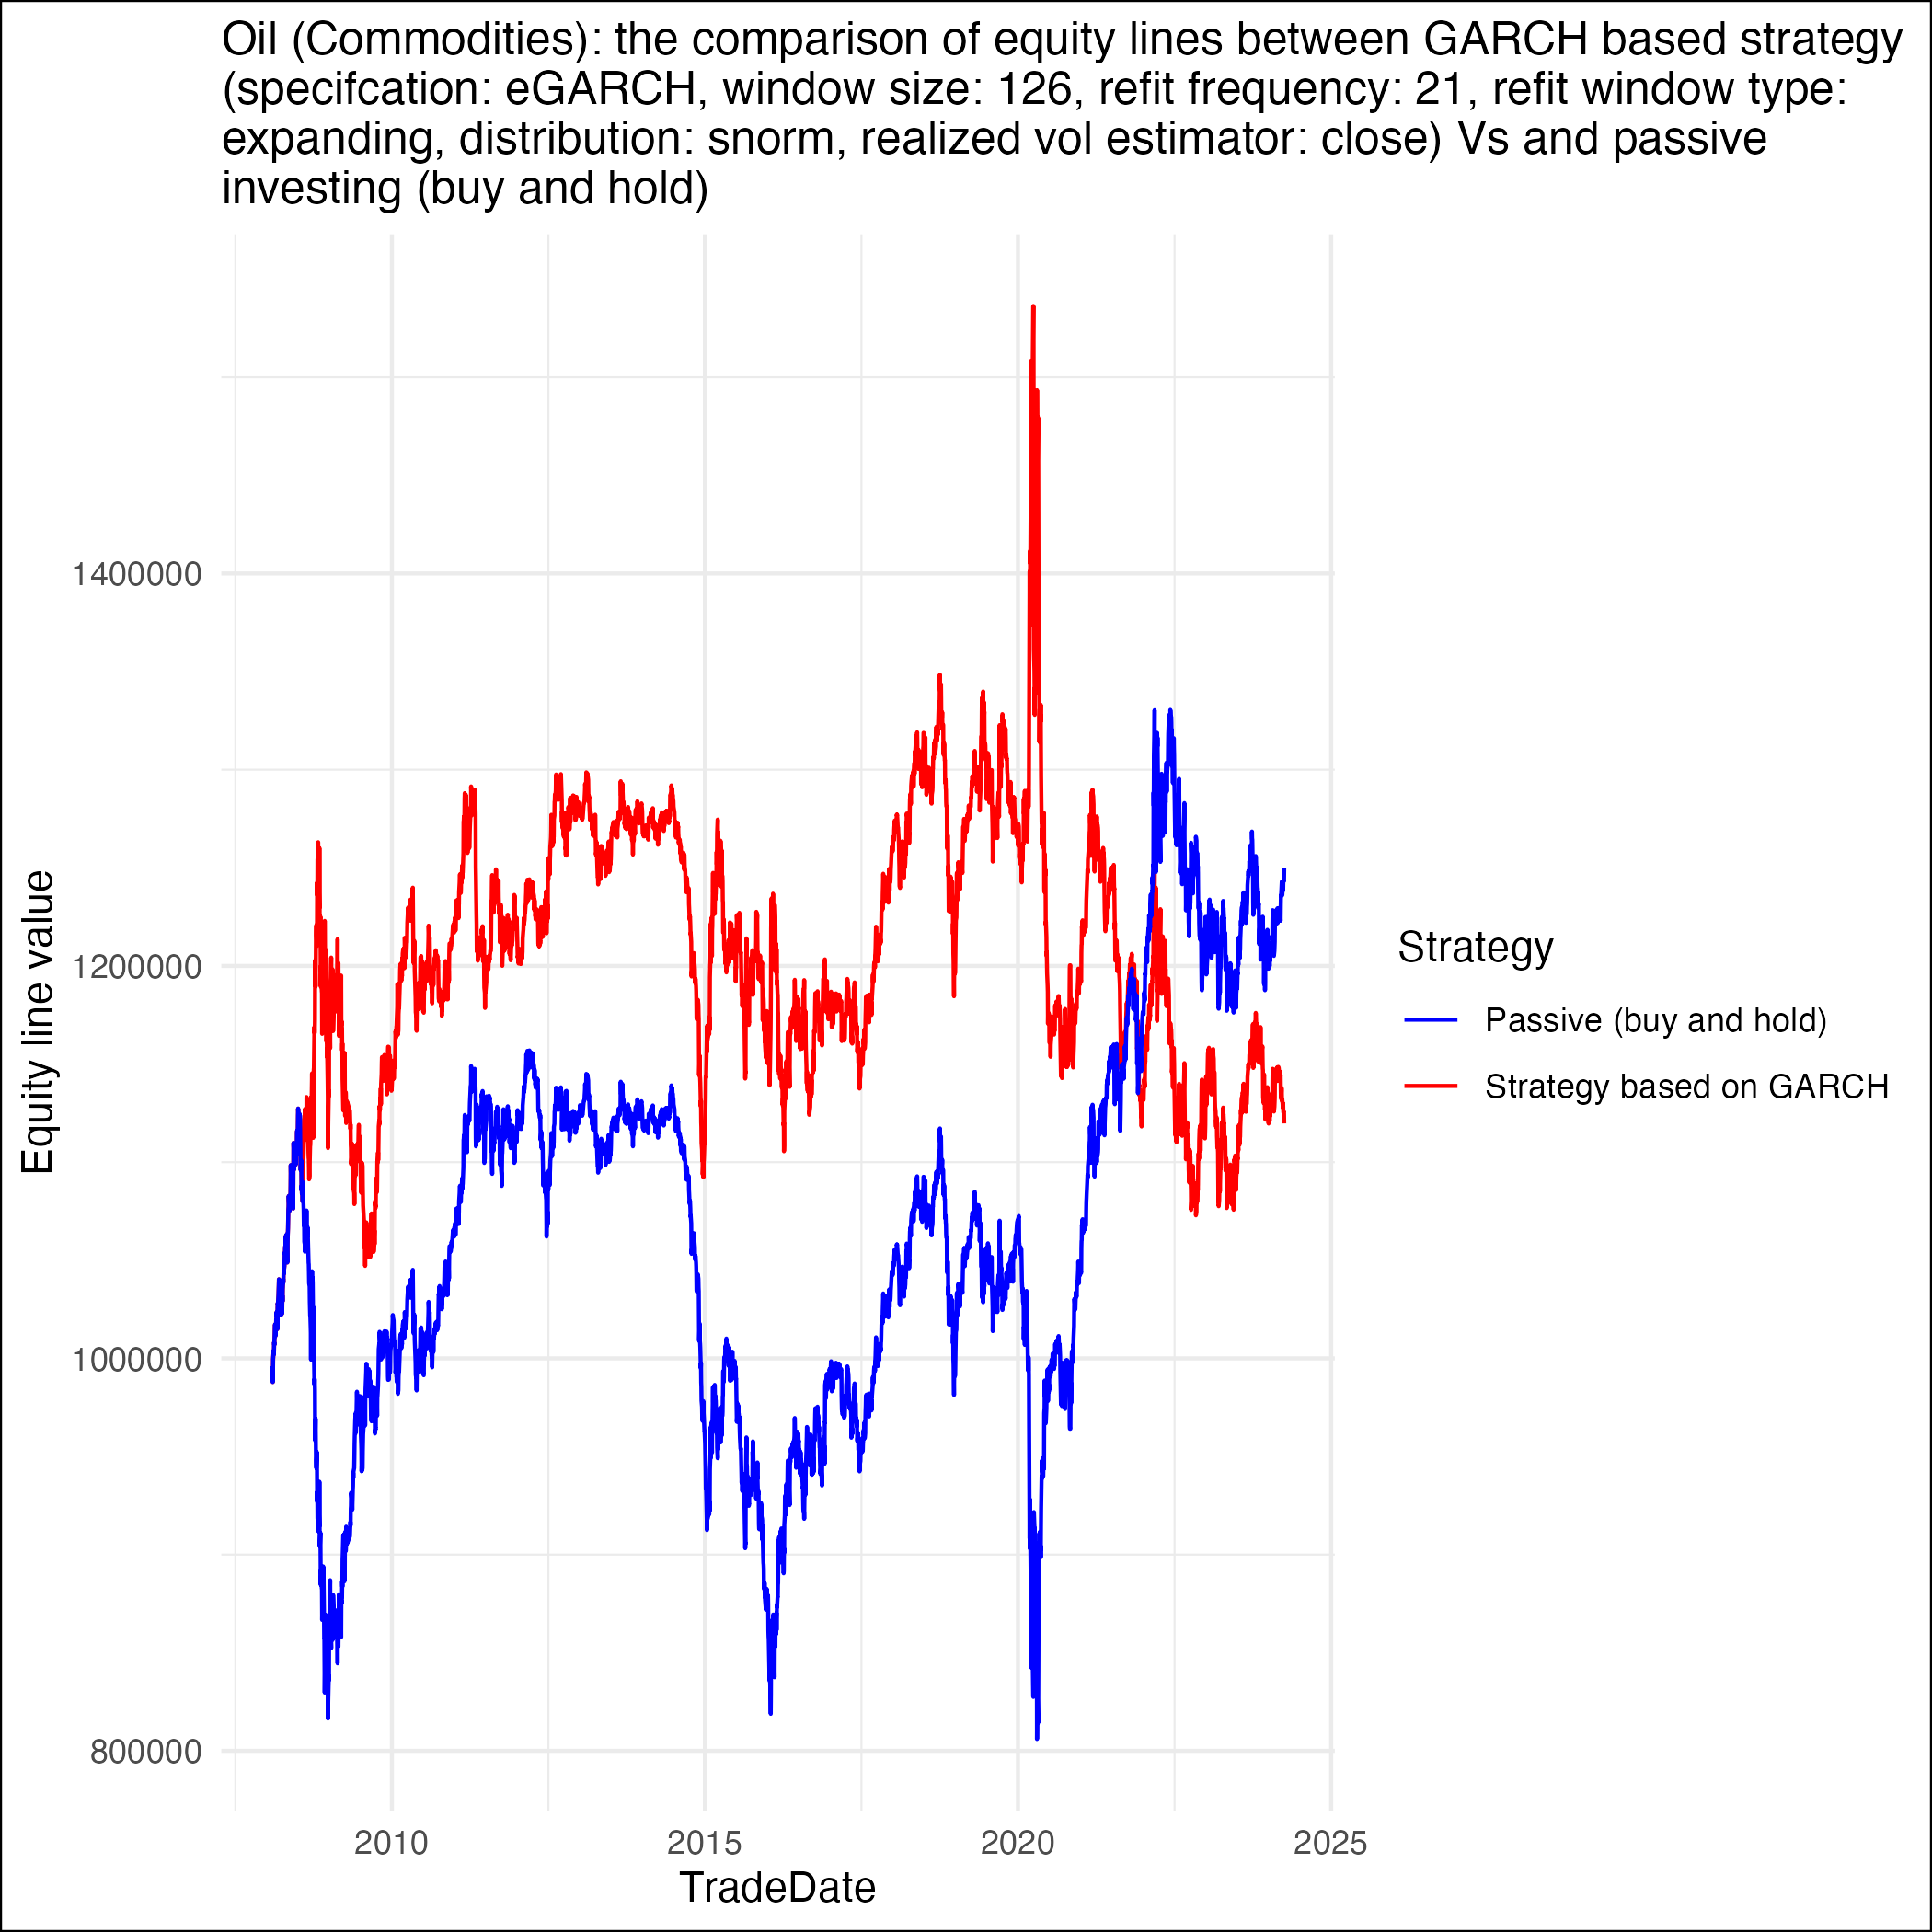 Oil (Commodities): the comparison of equity lines between GARCH based strategy
(specifcation: eGARCH, window size: 126, refit frequency: 21, refit window type:
expanding, distribution: snorm, realized vol estimator: close) Vs and passive
investing (buy and hold)
Equity line value
1400000
1200000
1000000
800000
2010
2015
2020
2025
TradeDate
Strategy
Passive (buy and hold)
Strategy based on GARCH